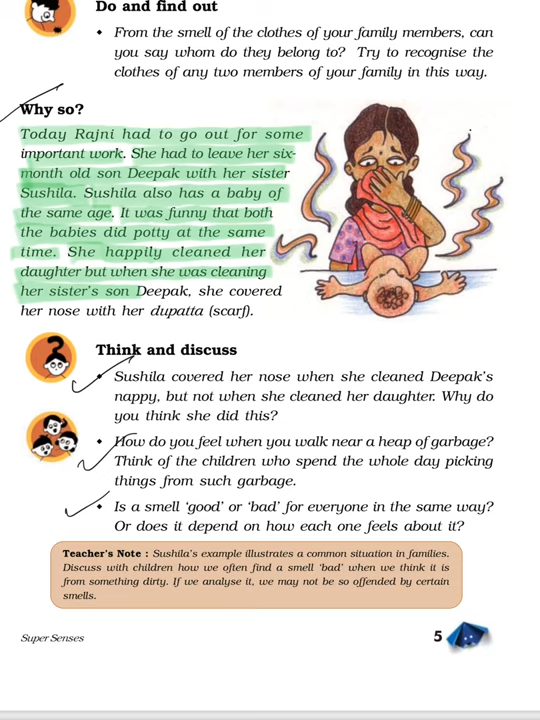 Do and find out
• From the smell of the clothes of your family members, can
you say whom do they belong to? Try to recognise the
clothes of any two members of your family in this way.
Why so?
Today Rajni had to go out for some
important work. She had to leave her six-
month old son Deepak with her sister
Sushila. Sushila also has a baby of
the same age. It was funny that both
the babies did potty at the same
time. She happily cleaned her
daughter but when she was cleaning
her sister's son Deepak, she covered
her nose with her dupatta (scarf).
Think and discuss
• Sushila covered her nose when she cleaned Deepak's
nappy, but not when she cleaned her daughter. Why do
you think she did this?
• How do you feel when you walk near a heap of garbage?
Think of the children who spend the whole day picking
things from such garbage.
• Is a smell 'good' or 'bad' for everyone in the same way?
Or does it depend on how each one feels about it?
Teacher's Note : Sushila's example illustrates a common situation in families.
Discuss with children how we often find a smell 'bad' when we think it is
from something dirty. If we analyse it, we may not be so offended by certain
smells.
Super Senses
5